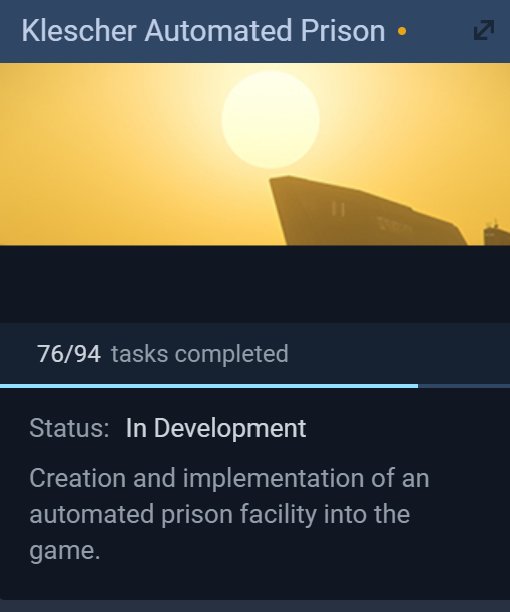 Klescher Automated Prison
76/94 tasks completed
Status: In Development
Creation and implementation of an
automated prison facility into the
game.